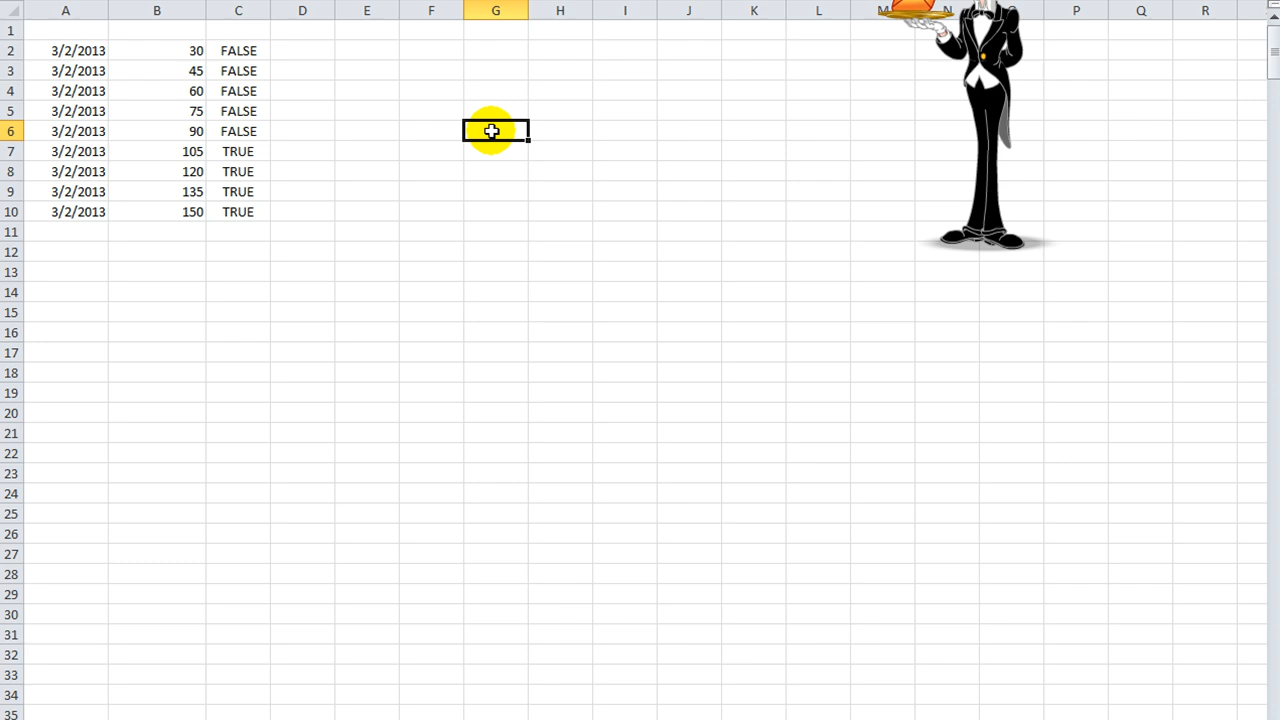 A B C D E F G H I J K L M N O P Q R
1
2 3/2/2013 30 FALSE
3 3/2/2013 45 FALSE
4 3/2/2013 60 FALSE
5 3/2/2013 75 FALSE
6 3/2/2013 90 FALSE
7 3/2/2013 105 TRUE
8 3/2/2013 120 TRUE
9 3/2/2013 135 TRUE
10 3/2/2013 150 TRUE
11
12
13
14
15
16
17
18
19
20
21
22
23
24
25
26
27
28
29
30
31
32
33
34
35